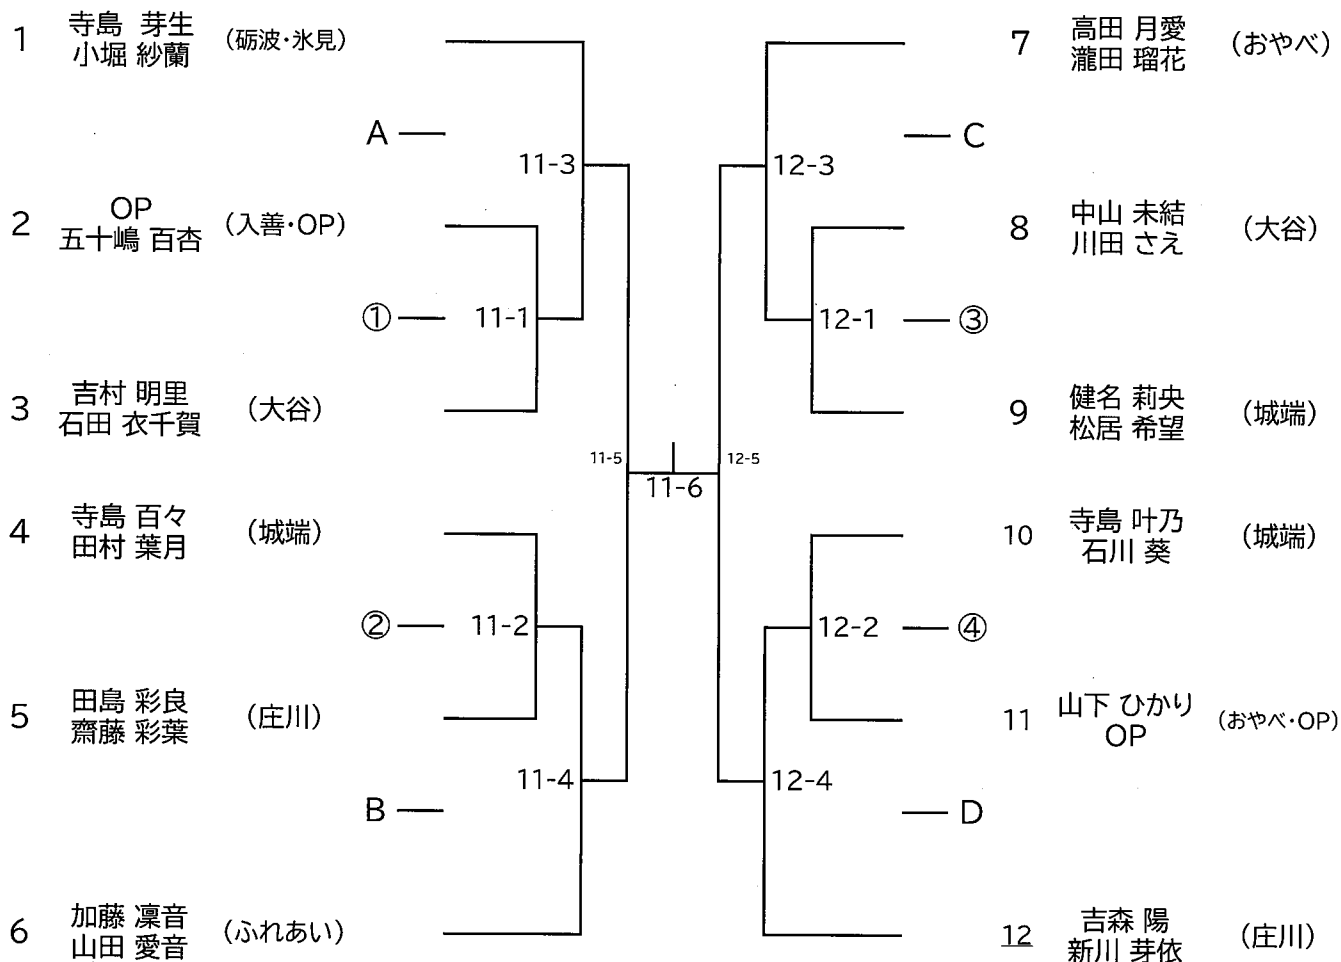 1 寺島 芽生 (砺波・氷見)
小堀 紗蘭
A
11-3
2 OP (入善・OP)
五十嶋 百杏
① 11-1
3 吉村 明里 (大谷)
石田 衣千賀
11-5
4 寺島 百々 (城端)
田村 葉月
② 11-2
5 田島 彩良 (庄川)
齋藤 彩葉
11-4
B
6 加藤 凜音 (ふれあい)
山田 愛音
11-6
7 高田 月愛 (おやべ)
瀧田 瑠花
C
12-3
8 中山 未結 (大谷)
川田 さえ
12-1 ③
9 健名 莉央 (城端)
松居 希望
12-5
10 寺島 叶乃 (城端)
石川 葵
12-2 ④
11 山下 ひかり (おやべ・OP)
OP
12-4
D
12 吉森 陽 (庄川)
新川 芽依